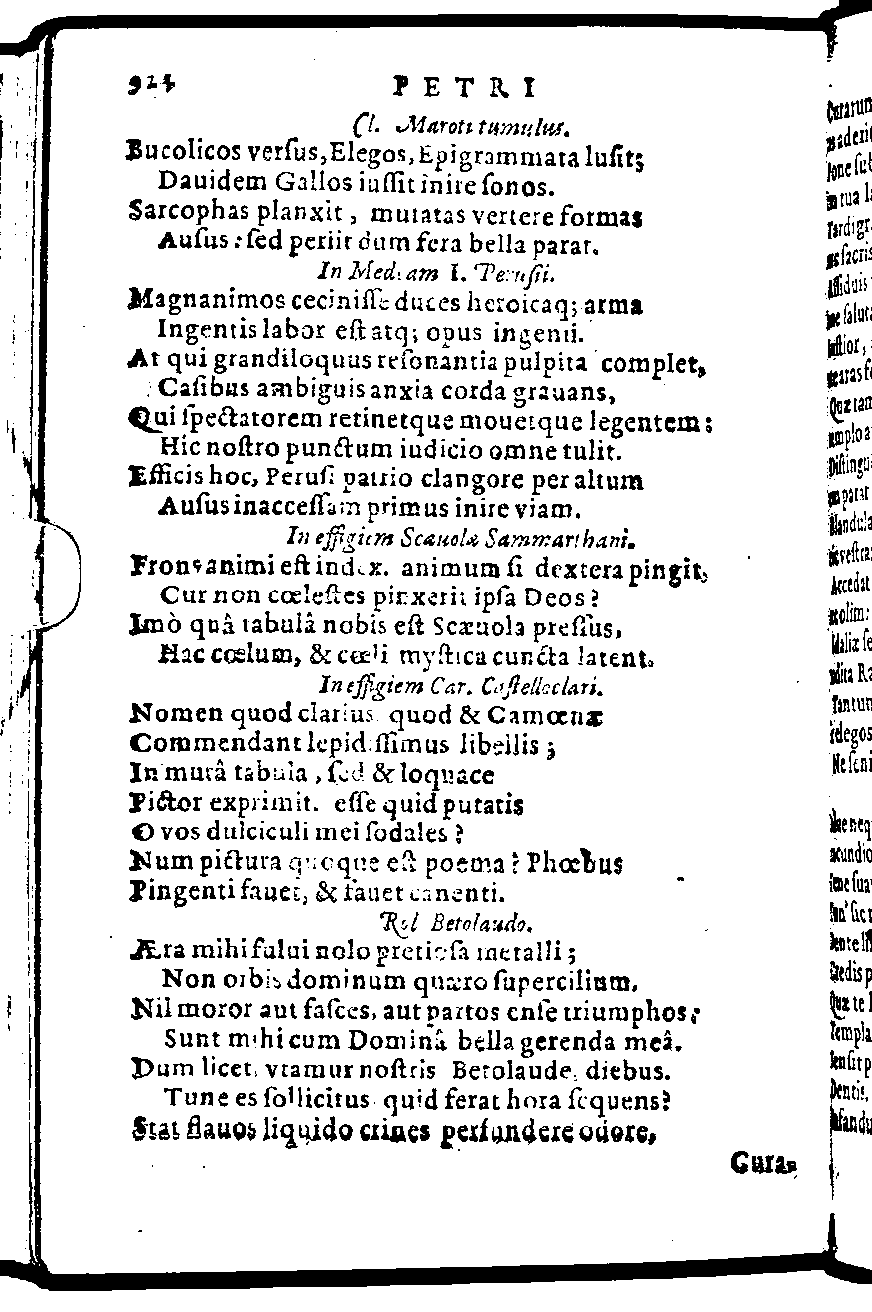 924 PETRI
Cl. Maroti tumulus.
Bucolicos verſus, Elegos, Epigrammata luſit;
Dauidem Gallos iuſſit inire ſonos.
Sarcophas planxit, mutatas vertere formas
Auſus: ſed periit dum fera bella parat.
In Medeam I. Peruſii.
Magnanimos ceciniſſe duces heroicaq; arma
Ingentis labor eſt atq; opus ingenii.
At qui grandiloquus reſonantia pulpita complet,
Caſibus ambiguis anxia corda grauans,
Qui ſpectatorem retinetque mouetque legentem:
Hic noſtro punctum iudicio omne tulit.
Efficis hoc, Peruſi patrio clangore per altum
Auſus inacceſſam primus inire viam.
In effigiem Scæuolæ Sammarthani.
Frons animi eſt index. animum ſi dextera pingit,
Cur non cœleſtes pinxerit ipſa Deos?
Imò quâ tabulâ nobis eſt Scæuola preſſus,
Hac cœlum, & cœli myſtica cuncta latent.
In effigiem Car. Caſtelloclari.
Nomen quod clarius quod & Camœnæ
Commendant lepidiſſimus libellis;
In mutâ tabula, ſed & loquace
Pictor exprimit. eſſe quid putatis
O vos dulciculi mei ſodales?
Num pictura quoque eſt poema? Phœbus
Pingenti fauet, & fauet canenti.
Rol Betolaudo.
Æra mihi fului nolo pretioſa metalli;
Non orbis dominum quæro ſupercilium.
Nil moror aut faſces, aut partos enſe triumphos:
Sunt mihi cum Dominâ bella gerenda meâ.
Dum licet, vtamur noſtris Betolaude, diebus.
Tune es ſollicitus quid ferat hora ſequens?
Stat flauos liquido crines perfundere odore,
Cura-